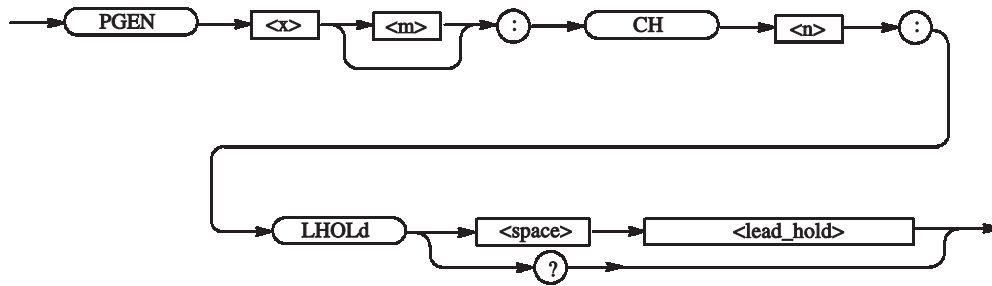 PGEN <x> <m> : CH <n> :
LHOLd <space> <lead_hold>
?